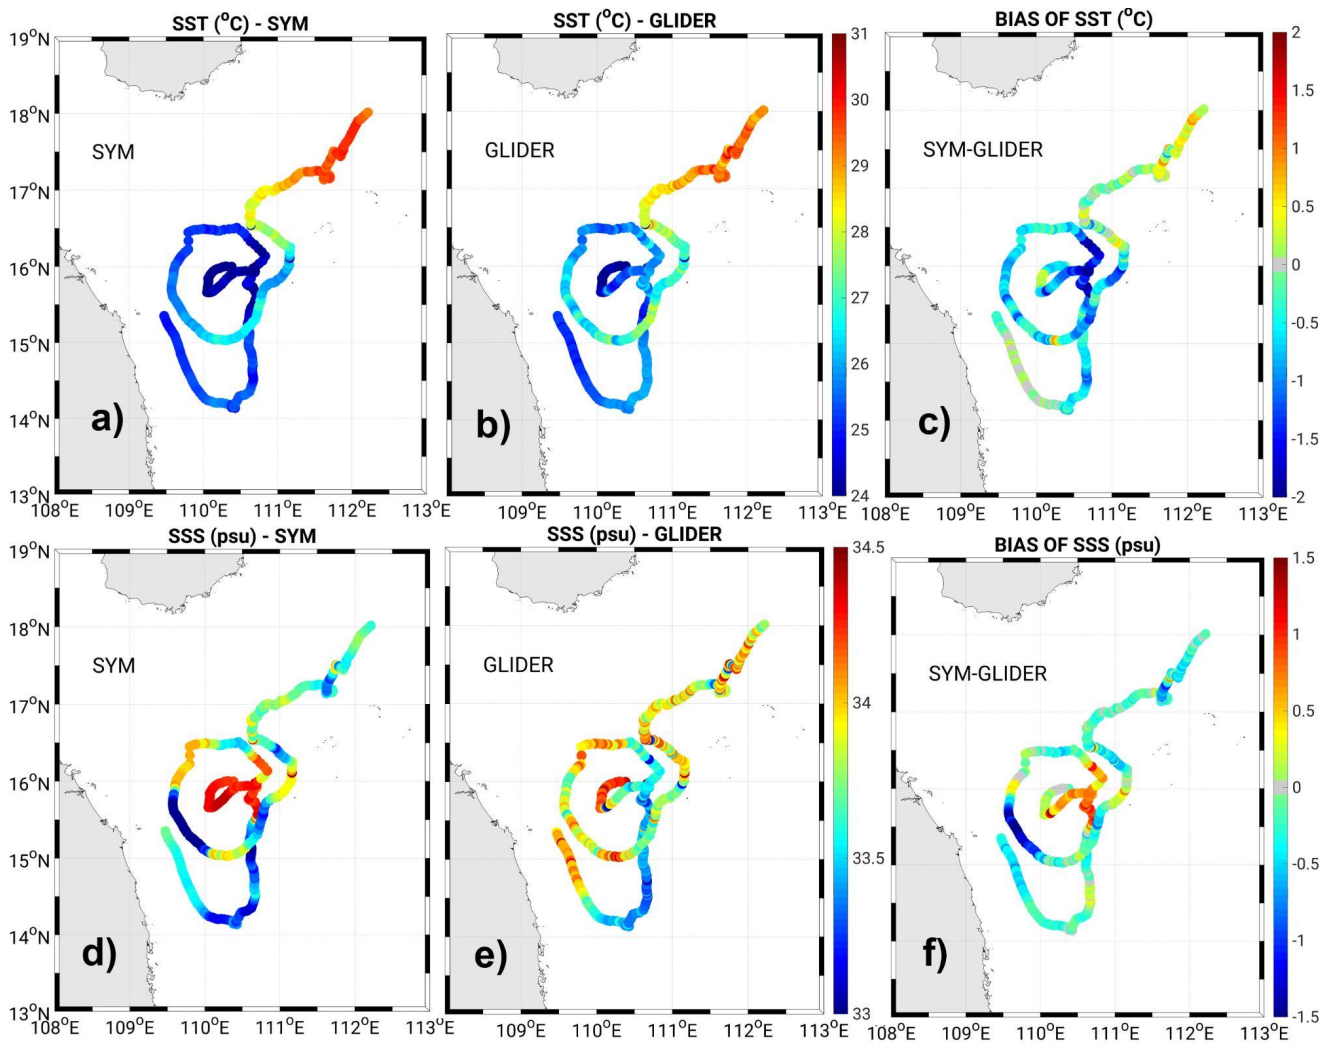 SST (°C) - SYM
SST (°C) - GLIDER
BIAS OF SST (°C)
19°N
18°N
17°N
16°N
15°N
14°N
13°N
108°E 109°E 110°E 111°E 112°E 113°E
SYM
a)
109°E 110°E 111°E 112°E 113°E
GLIDER
b)
31
30
29
28
27
26
25
24
108°E 109°E 110°E 111°E 112°E 113°E
SYM-GLIDER
c)
2
1.5
1
0.5
0
-0.5
-1
-1.5
-2
SSS (psu) - SYM
SSS (psu) - GLIDER
BIAS OF SSS (psu)
19°N
18°N
17°N
16°N
15°N
14°N
13°N
108°E 109°E 110°E 111°E 112°E 113°E
SYM
d)
109°E 110°E 111°E 112°E 113°E
GLIDER
e)
34.5
34
33.5
33
108°E 109°E 110°E 111°E 112°E 113°E
SYM-GLIDER
f)
1.5
1
0.5
0
-0.5
-1
-1.5